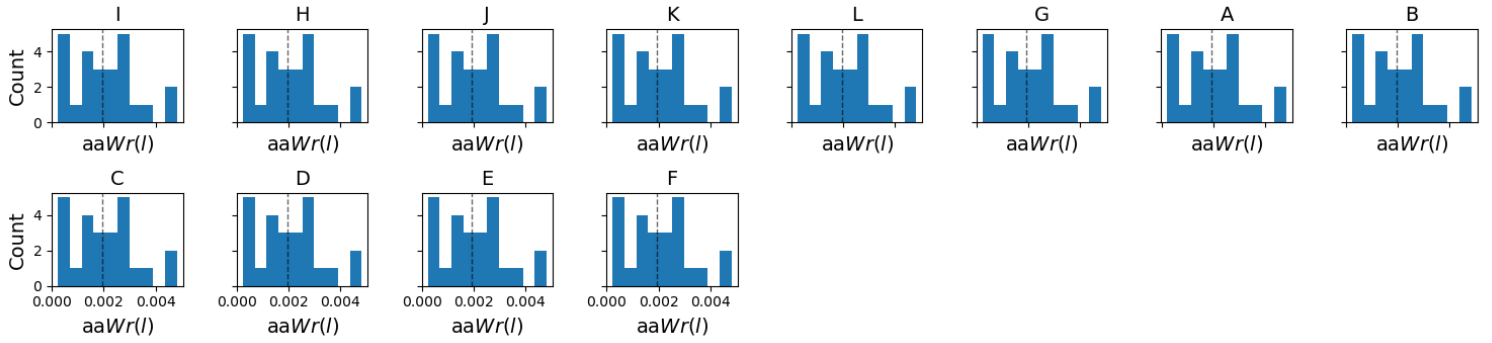 I H J K L G A B
Count
4
2
0
aaWr(l) aaWr(l) aaWr(l) aaWr(l) aaWr(l) aaWr(l) aaWr(l) aaWr(l)
C D E F
Count
4
2
0
0.000 0.002 0.004 0.000 0.002 0.004 0.000 0.002 0.004 0.000 0.002 0.004
aaWr(l) aaWr(l) aaWr(l) aaWr(l)